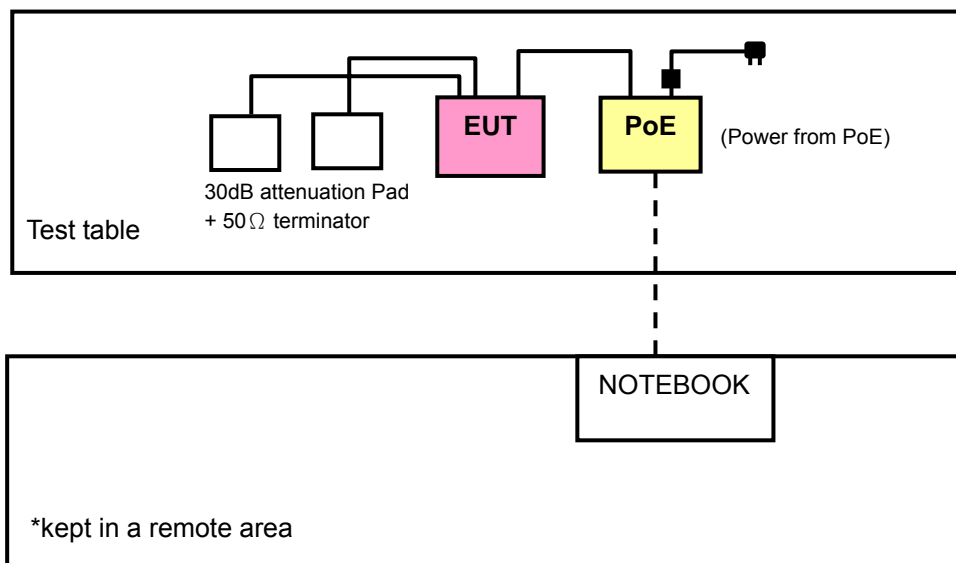 EUT
PoE
(Power from PoE)
30dB attenuation Pad
+ 50Ω terminator
Test table
NOTEBOOK
*kept in a remote area